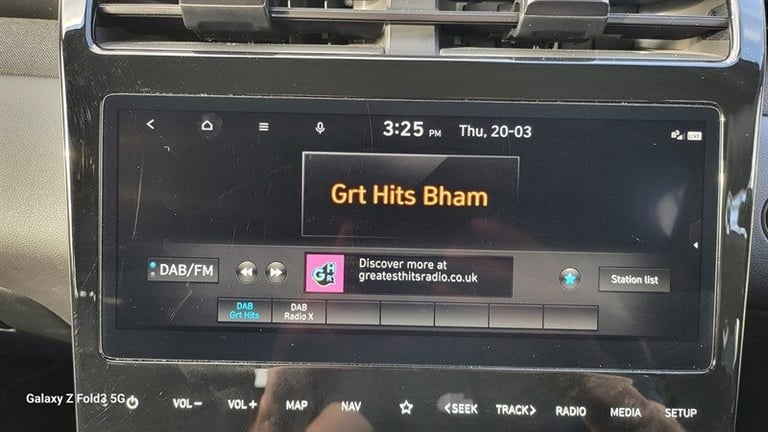 3:25 PM Thu, 20-03
LIVE
Grt Hits Bham
DAB/FM
GHR
Discover more at
greatesthitsradio.co.uk
Station list
DAB
Grt Hits
DAB
Radio X
Galaxy Z Fold3 5G
VOL−
VOL+
MAP
NAV
<SEEK
TRACK>
RADIO
MEDIA
SETUP